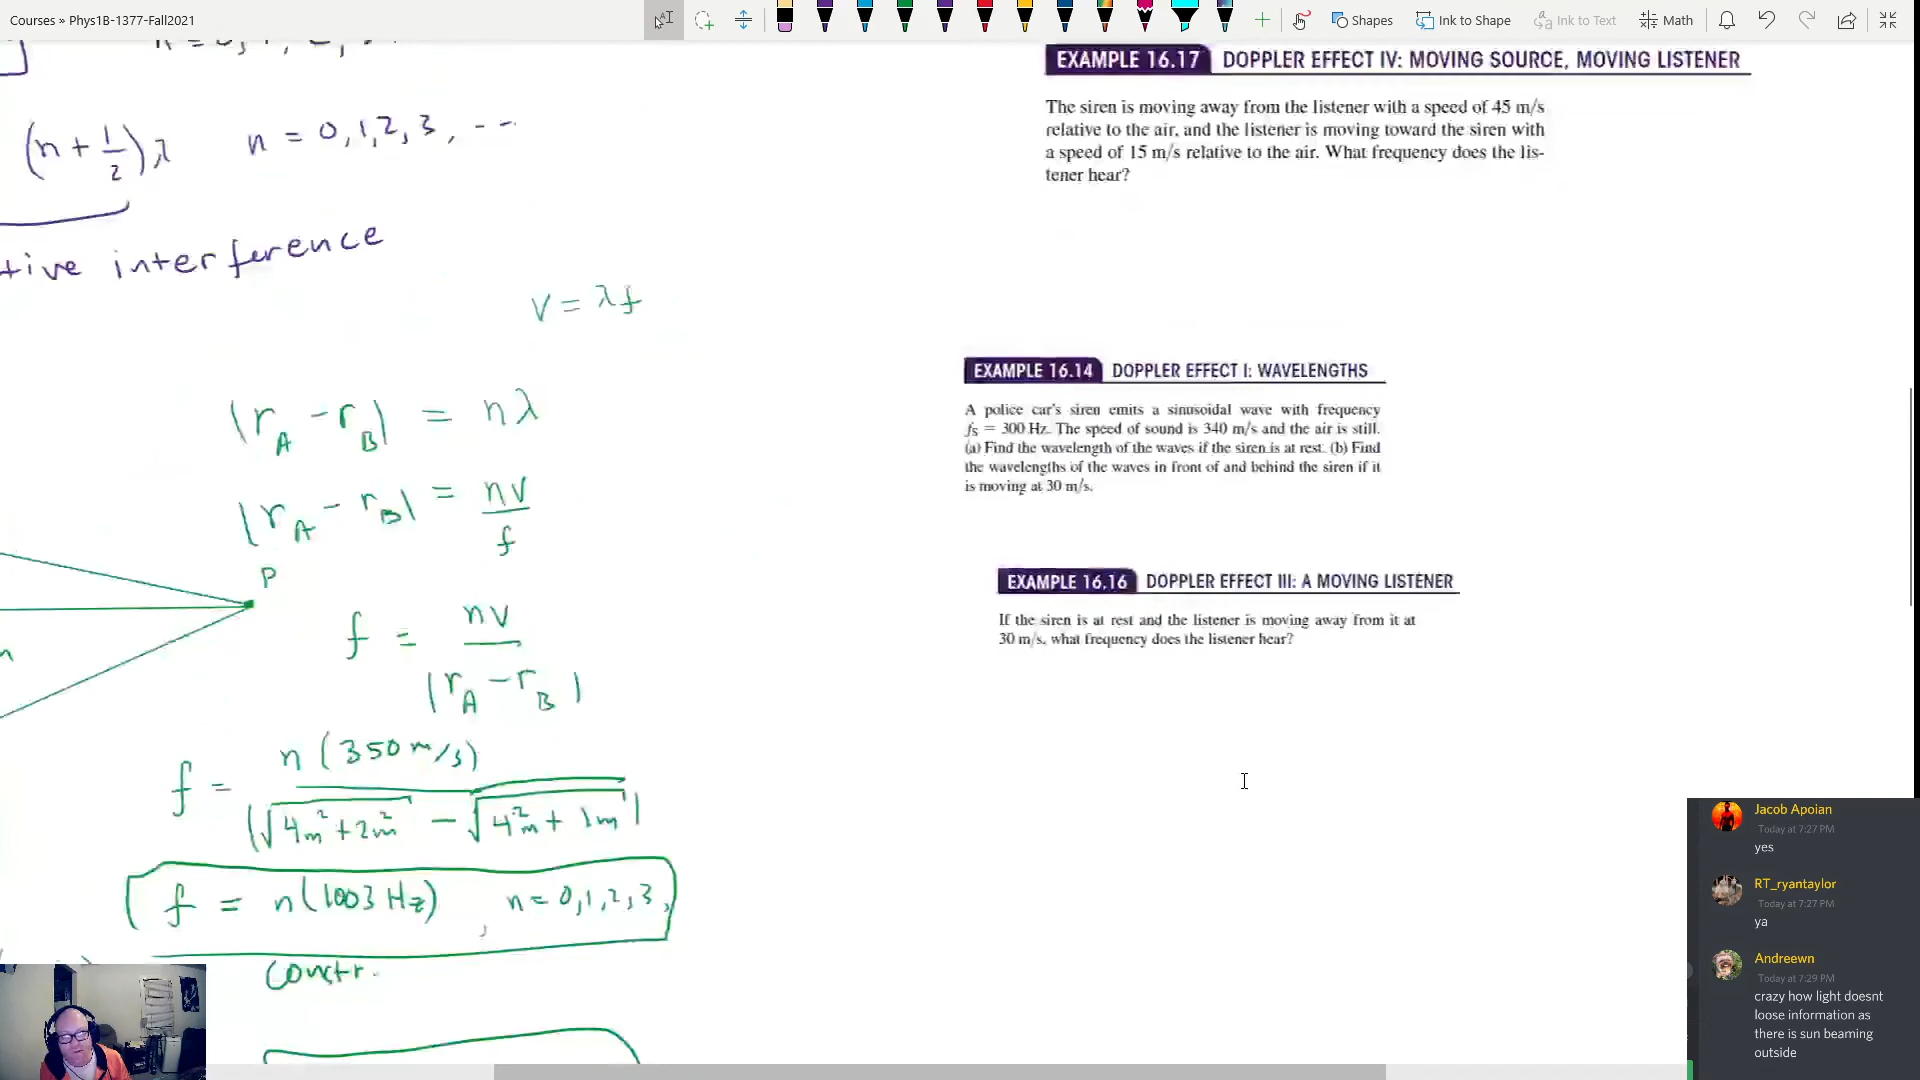 Courses » Phys1B-1377-Fall2021
Shapes
Ink to Shape
Ink to Text
Math
(n + 1/2) λ n = 0, 1, 2, 3, - -
tive interference
v = λf
|r_A - r_B| = nλ
|r_A - r_B| = nv/f
P
f = nv / |r_A - r_B|
f = n (350 m/s) / |√(4m² + 2m²) - √(4²m + 1m)|
f = n (1003 Hz) , n = 0, 1, 2, 3,
Constr.
EXAMPLE 16.17 DOPPLER EFFECT IV: MOVING SOURCE, MOVING LISTENER
The siren is moving away from the listener with a speed of 45 m/s
relative to the air, and the listener is moving toward the siren with
a speed of 15 m/s relative to the air. What frequency does the lis-
tener hear?
EXAMPLE 16.14 DOPPLER EFFECT I: WAVELENGTHS
A police car's siren emits a sinusoidal wave with frequency
fS = 300 Hz. The speed of sound is 340 m/s and the air is still.
(a) Find the wavelength of the waves if the siren is at rest. (b) Find
the wavelengths of the waves in front of and behind the siren if it
is moving at 30 m/s.
EXAMPLE 16.16 DOPPLER EFFECT III: A MOVING LISTENER
If the siren is at rest and the listener is moving away from it at
30 m/s, what frequency does the listener hear?
Jacob Apoian
Today at 7:27 PM
yes
RT_ryantaylor
Today at 7:27 PM
ya
Andreewn
Today at 7:29 PM
crazy how light doesnt
loose information as
there is sun beaming
outside